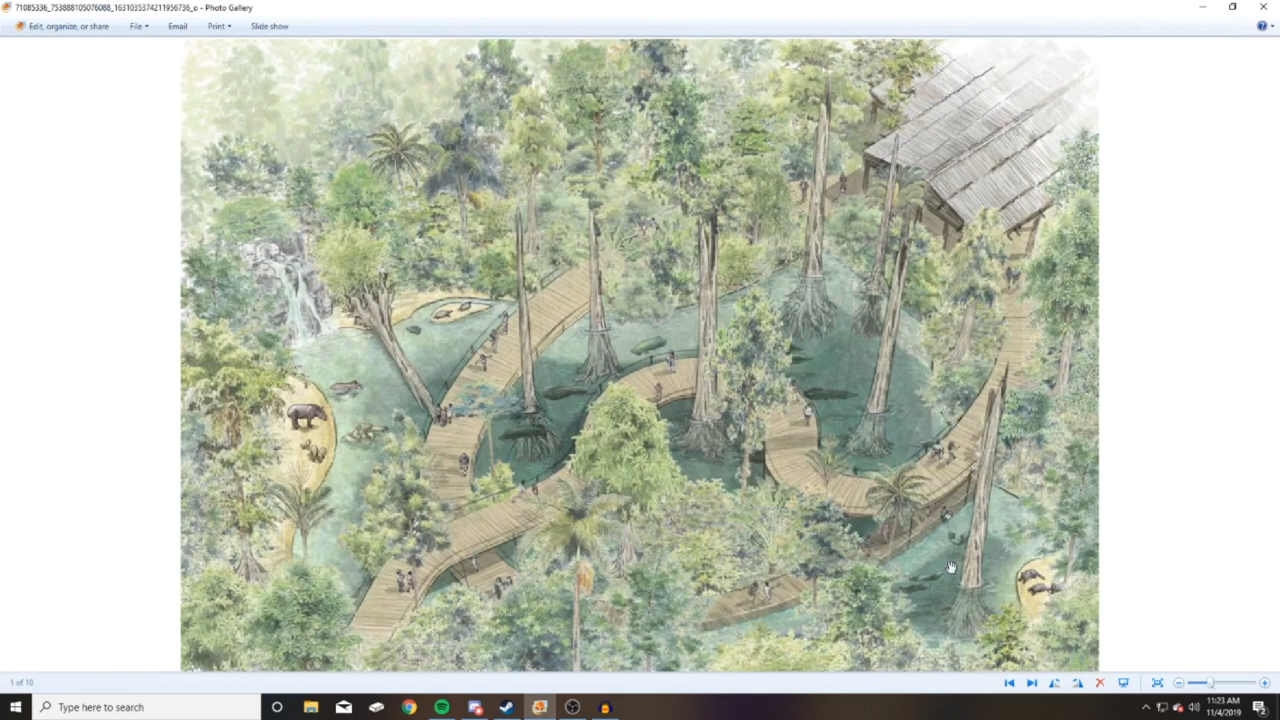 71085336_753888105076088_1631035374211956736_o - Photo Gallery
Edit, organize, or share File Email Print Slide show
1 of 10
Type here to search
11:23 AM
11/4/2019
2